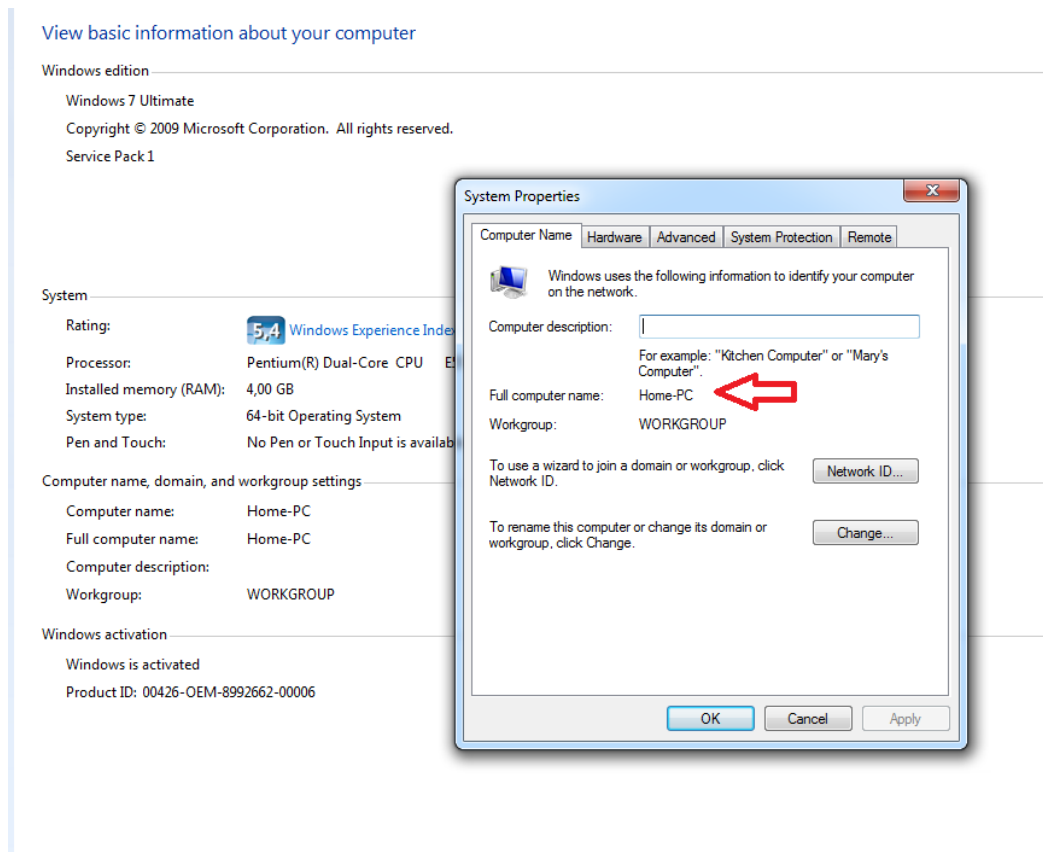 View basic information about your computer
Windows edition
Windows 7 Ultimate
Copyright © 2009 Microsoft Corporation. All rights reserved.
Service Pack 1
System
Rating:
5,4 Windows Experience Index
Processor: Pentium(R) Dual-Core CPU
Installed memory (RAM): 4,00 GB
System type: 64-bit Operating System
Pen and Touch: No Pen or Touch Input is availab
Computer name, domain, and workgroup settings
Computer name: Home-PC
Full computer name: Home-PC
Computer description:
Workgroup: WORKGROUP
Windows activation
Windows is activated
Product ID: 00426-OEM-8992662-00006
System Properties
Computer Name Hardware Advanced System Protection Remote
Windows uses the following information to identify your computer
on the network.
Computer description:
For example: "Kitchen Computer" or "Mary's
Computer".
Full computer name: Home-PC
Workgroup: WORKGROUP
To use a wizard to join a domain or workgroup, click
Network ID.
Network ID...
To rename this computer or change its domain or
workgroup, click Change.
Change...
OK Cancel Apply